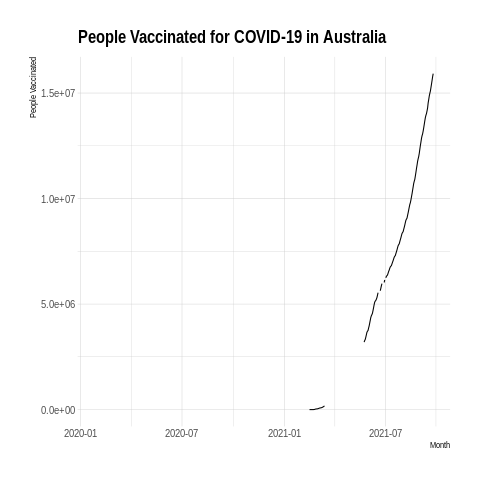 People Vaccinated for COVID-19 in Australia
People Vaccinated
1.5e+07
1.0e+07
5.0e+06
0.0e+00
2020-01 2020-07 2021-01 2021-07
Month